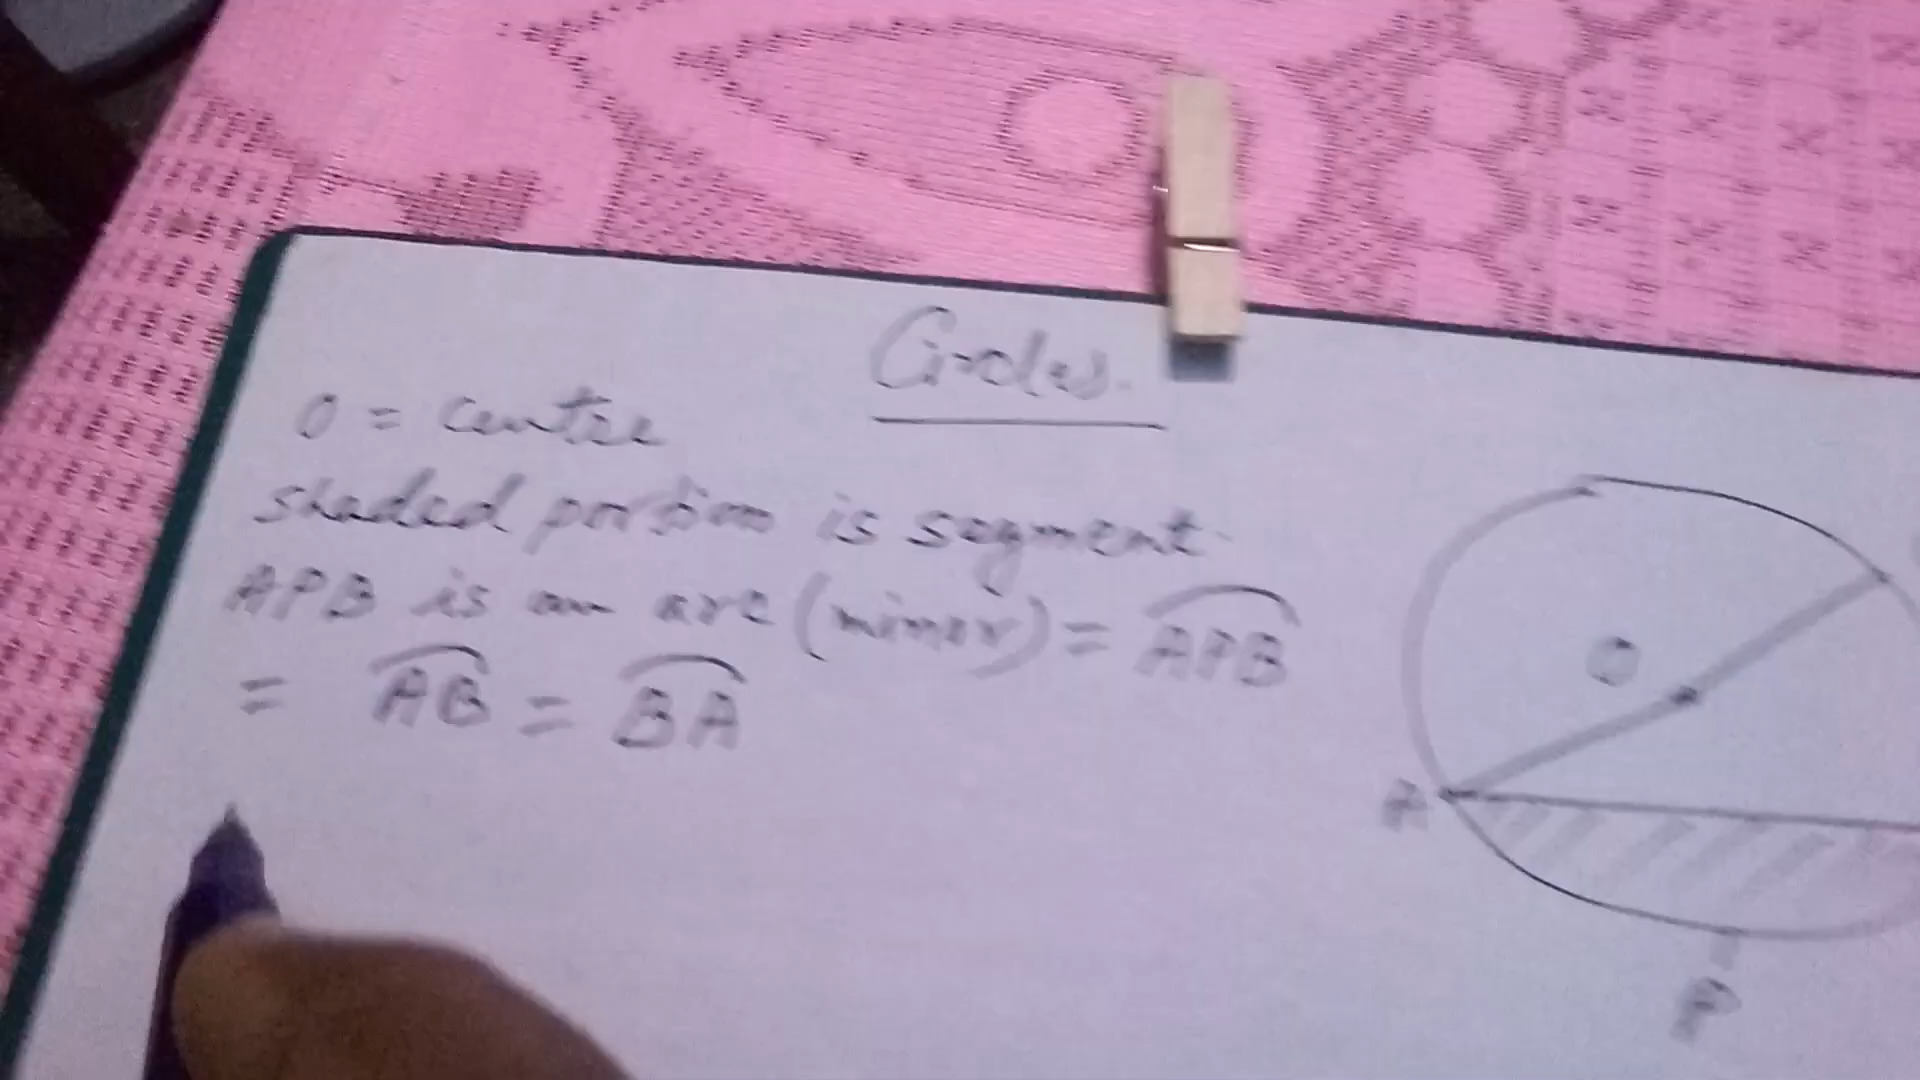 Circles.
O = centre
shaded portion is segment.
APB is an arc (minor) = APB
= AB = BA
O
A
P